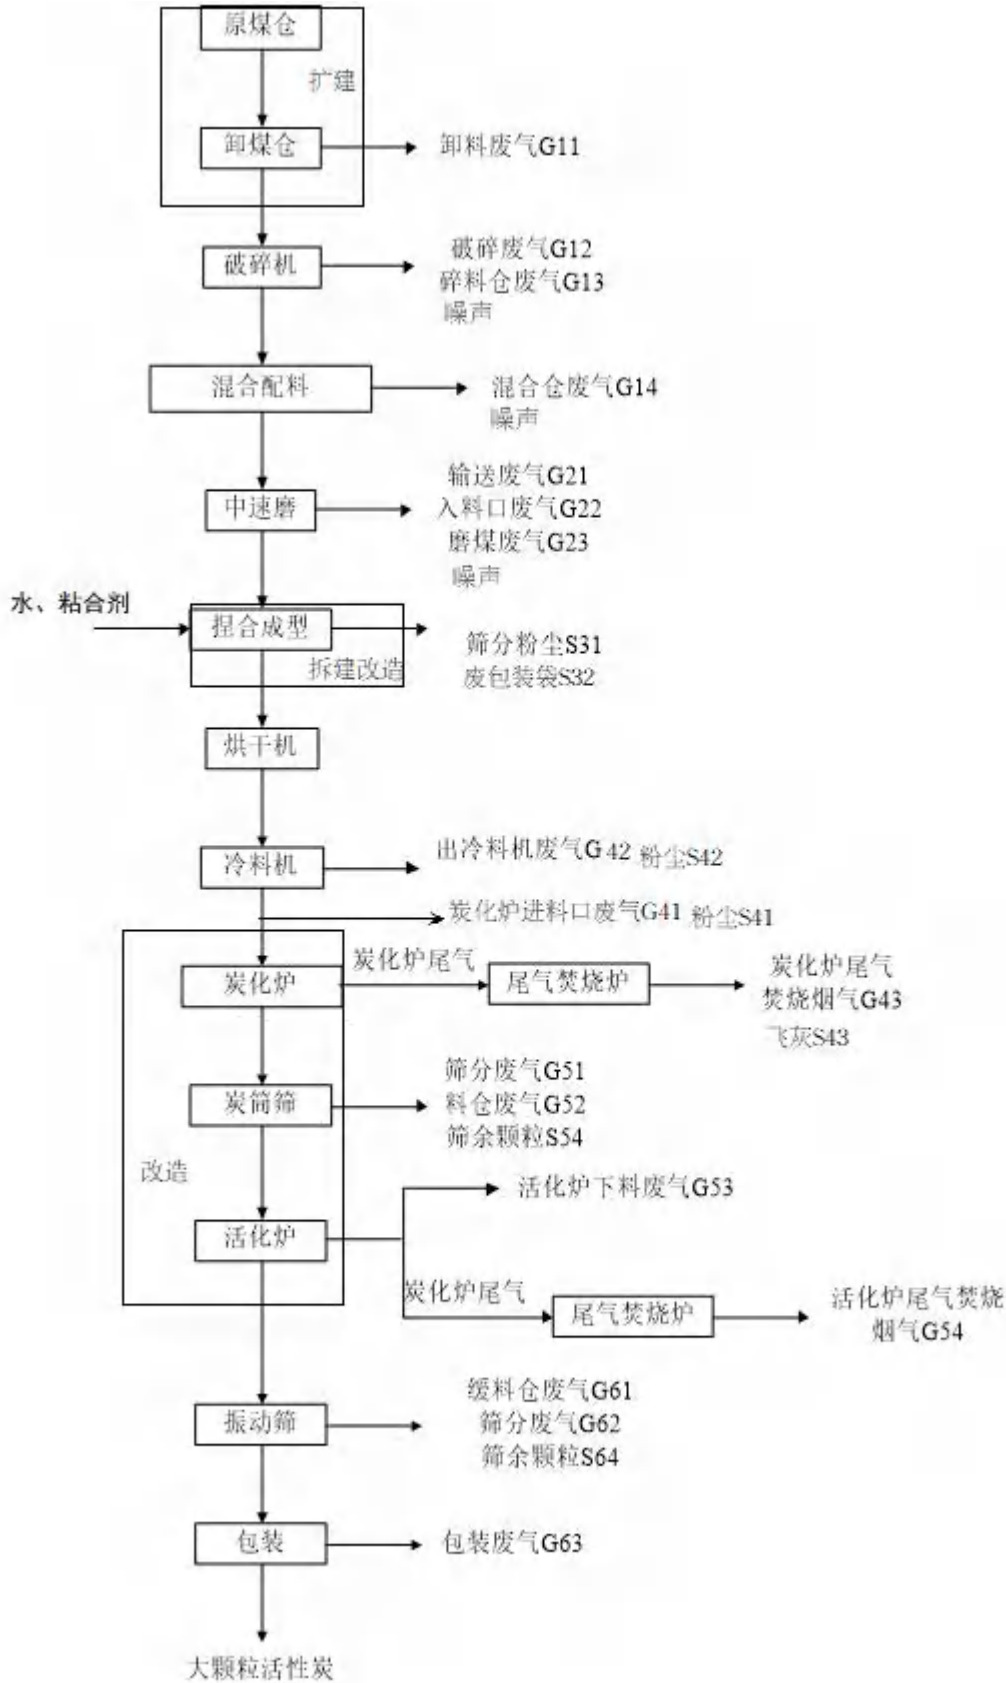 原煤仓
扩建
卸煤仓
卸料废气G11
破碎机
破碎废气G12
碎料仓废气G13
噪声
混合配料
混合仓废气G14
噪声
中速磨
输送废气G21
入料口废气G22
磨煤废气G23
噪声
水、粘合剂
捏合成型
拆建改造
筛分粉尘S31
废包装袋S32
烘干机
冷料机
出冷料机废气G42 粉尘S42
炭化炉进料口废气G41 粉尘S41
炭化炉
炭化炉尾气
尾气焚烧炉
炭化炉尾气
焚烧烟气G43
飞灰S43
炭筒筛
筛分废气G51
料仓废气G52
筛余颗粒S54
改造
活化炉
活化炉下料废气G53
炭化炉尾气
尾气焚烧炉
活化炉尾气焚烧
烟气G54
振动筛
缓料仓废气G61
筛分废气G62
筛余颗粒S64
包装
包装废气G63
大颗粒活性炭